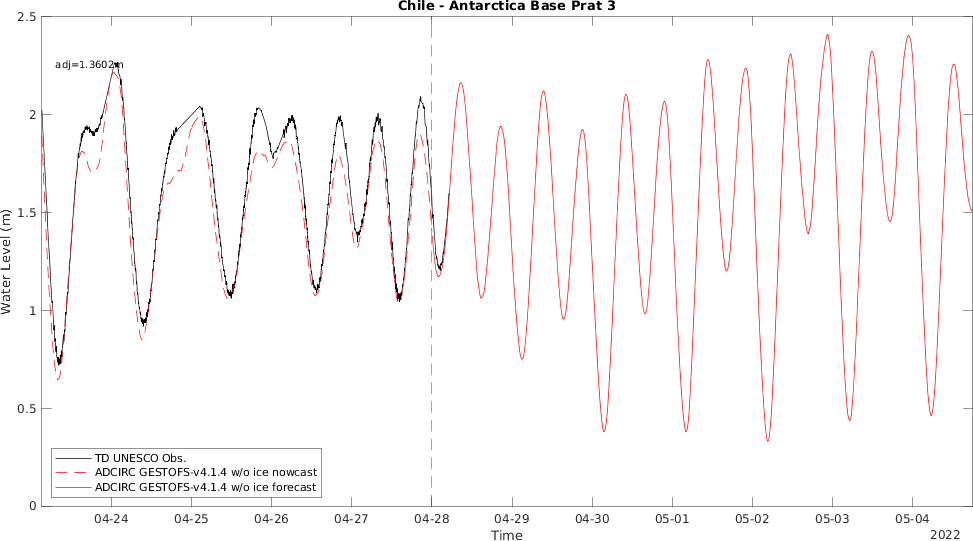 Chile - Antarctica Base Prat 3
2.5
adj=1.3602m
2
1.5
Water Level (m)
1
0.5
TD UNESCO Obs.
ADCIRC GESTOFS-v4.1.4 w/o ice nowcast
ADCIRC GESTOFS-v4.1.4 w/o ice forecast
0
04-24 04-25 04-26 04-27 04-28 04-29 04-30 05-01 05-02 05-03 05-04
Time
2022